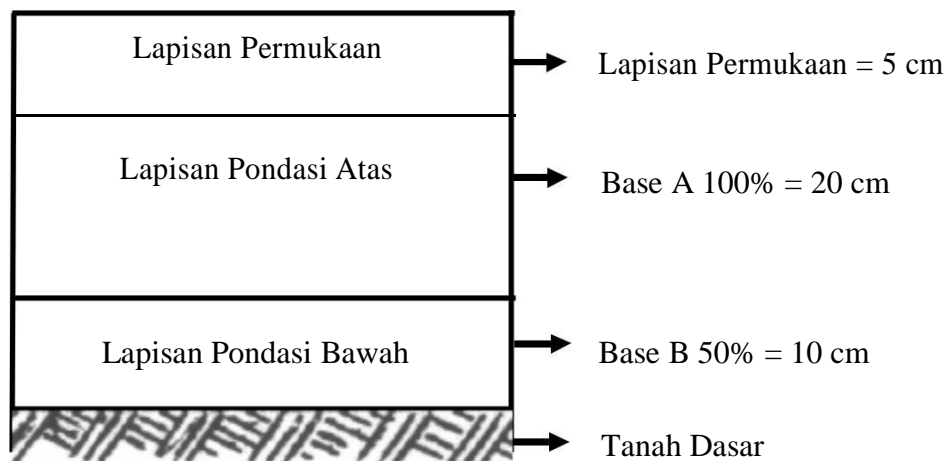 Lapisan Permukaan
Lapisan Permukaan = 5 cm
Lapisan Pondasi Atas
Base A 100% = 20 cm
Lapisan Pondasi Bawah
Base B 50% = 10 cm
Tanah Dasar